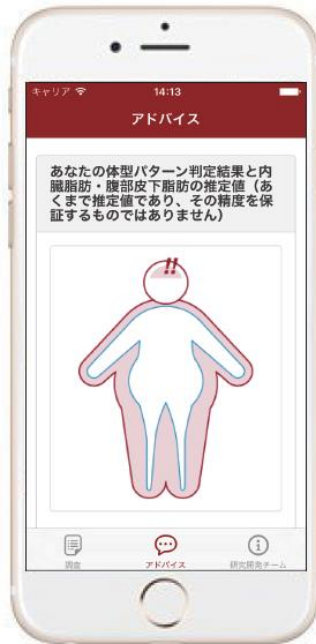 キャリア 14:13
アドバイス
あなたの体型パターン判定結果と内
臓脂肪・腹部皮下脂肪の推定値（あ
くまで推定値であり、その精度を保
証するものではありません）
!!
調査 アドバイス 研究開発チーム